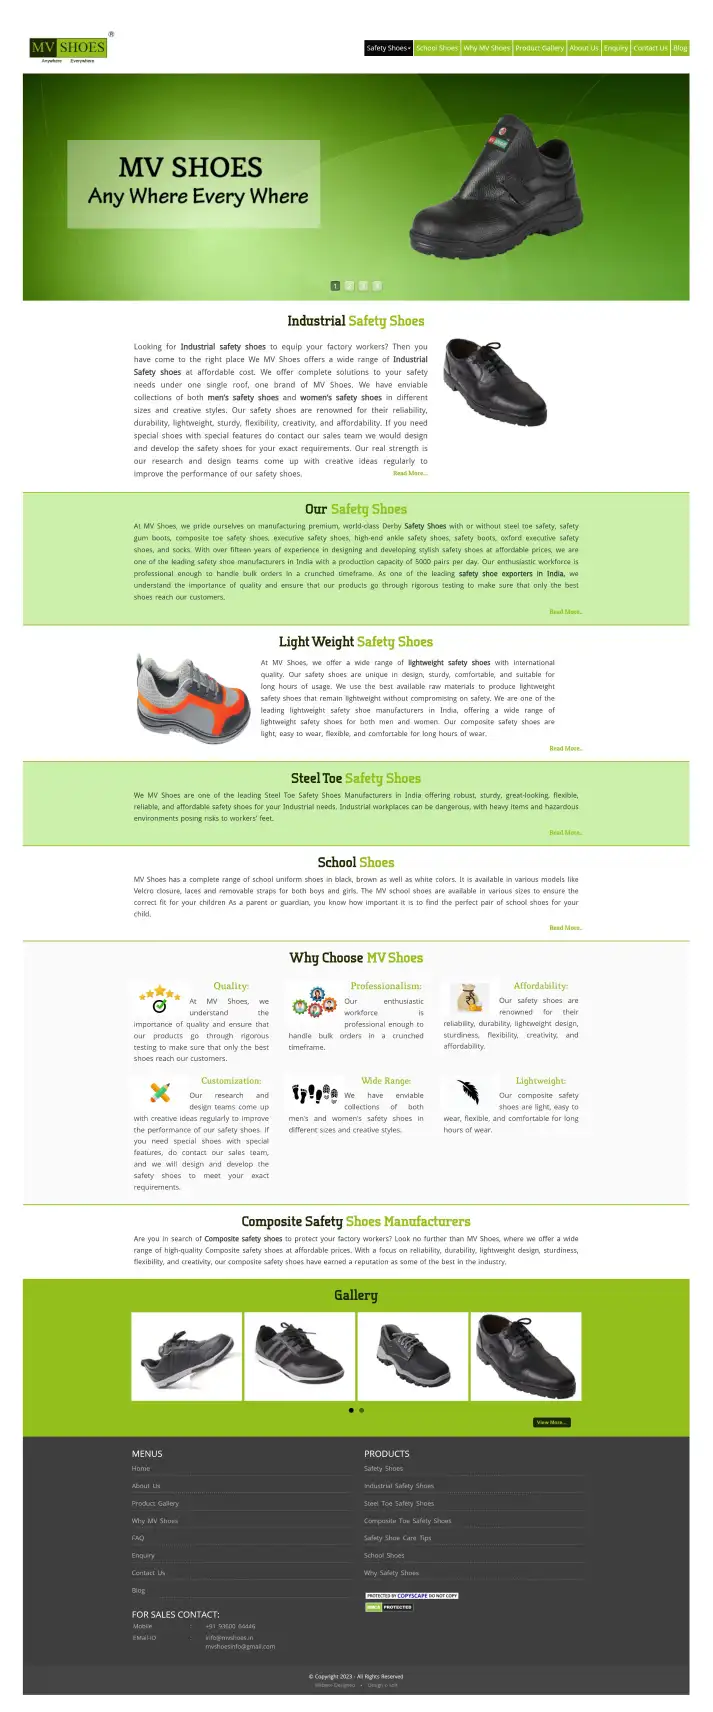 MV SHOES ®
Anywhere Everywhere
Safety Shoes School Shoes Why MV Shoes Product Gallery About Us Enquiry Contact Us Blog
MV SHOES
Any Where Every Where
1 2 3 4
Industrial Safety Shoes
Looking for Industrial safety shoes to equip your factory workers? Then you
have come to the right place We MV Shoes offers a wide range of Industrial
Safety shoes at affordable cost. We offer complete solutions to your safety
needs under one single roof, one brand of MV Shoes. We have enviable
collections of both men's safety shoes and women's safety shoes in different
sizes and creative styles. Our safety shoes are renowned for their reliability,
durability, lightweight, sturdy, flexibility, creativity, and affordability. If you need
special shoes with special features do contact our sales team we would design
and develop the safety shoes for your exact requirements. Our real strength is
our research and design teams come up with creative ideas regularly to
improve the performance of our safety shoes.
Read More...
Our Safety Shoes
At MV Shoes, we pride ourselves on manufacturing premium, world-class Derby Safety Shoes with or without steel toe safety, safety
gum boots, composite toe safety shoes, executive safety shoes, high-end ankle safety shoes, safety boots, oxford executive safety
shoes, and socks. With over fifteen years of experience in designing and developing stylish safety shoes at affordable prices, we are
one of the leading safety shoe manufacturers in India with a production capacity of 5000 pairs per day. Our enthusiastic workforce is
professional enough to handle bulk orders in a crunched timeframe. As one of the leading safety shoe exporters in India, we
understand the importance of quality and ensure that our products go through rigorous testing to make sure that only the best
shoes reach our customers.
Read More..
Light Weight Safety Shoes
At MV Shoes, we offer a wide range of lightweight safety shoes with international
quality. Our safety shoes are unique in design, sturdy, comfortable, and suitable for
long hours of usage. We use the best available raw materials to produce lightweight
safety shoes that remain lightweight without compromising on safety. We are one of the
leading lightweight safety shoe manufacturers in India, offering a wide range of
lightweight safety shoes for both men and women. Our composite safety shoes are
light, easy to wear, flexible, and comfortable for long hours of wear.
Read More..
Steel Toe Safety Shoes
We MV Shoes are one of the leading Steel Toe Safety Shoes Manufacturers in India offering robust, sturdy, great-looking, flexible,
reliable, and affordable safety shoes for your Industrial needs. Industrial workplaces can be dangerous, with heavy items and hazardous
environments posing risks to workers' feet.
Read More..
School Shoes
MV Shoes has a complete range of school uniform shoes in black, brown as well as white colors. It is available in various models like
Velcro closure, laces and removable straps for both boys and girls. The MV school shoes are available in various sizes to ensure the
correct fit for your children As a parent or guardian, you know how important it is to find the perfect pair of school shoes for your
child.
Read More..
Why Choose MV Shoes
Quality:
At MV Shoes, we
understand the
importance of quality and ensure that
our products go through rigorous
testing to make sure that only the best
shoes reach our customers.
Professionalism:
Our enthusiastic
workforce is
professional enough to
handle bulk orders in a crunched
timeframe.
Affordability:
Our safety shoes are
renowned for their
reliability, durability, lightweight design,
sturdiness, flexibility, creativity, and
affordability.
Customization:
Our research and
design teams come up
with creative ideas regularly to improve
the performance of our safety shoes. If
you need special shoes with special
features, do contact our sales team,
and we will design and develop the
safety shoes to meet your exact
requirements.
Wide Range:
We have enviable
collections of both
men's and women's safety shoes in
different sizes and creative styles.
Lightweight:
Our composite safety
shoes are light, easy to
wear, flexible, and comfortable for long
hours of wear.
Composite Safety Shoes Manufacturers
Are you in search of Composite safety shoes to protect your factory workers? Look no further than MV Shoes, where we offer a wide
range of high-quality Composite safety shoes at affordable prices. With a focus on reliability, durability, lightweight design, sturdiness,
flexibility, and creativity, our composite safety shoes have earned a reputation as some of the best in the industry.
Gallery
View More...
MENUS
Home
About Us
Product Gallery
Why MV Shoes
FAQ
Enquiry
Contact Us
Blog
PRODUCTS
Safety Shoes
Industrial Safety Shoes
Steel Toe Safety Shoes
Composite Toe Safety Shoes
Safety Shoe Care Tips
School Shoes
Why Safety Shoes
PROTECTED BY COPYSCAPE DO NOT COPY
DMCA PROTECTED
FOR SALES CONTACT:
Mobile : +91 93600 64446
EMail ID : info@mvshoes.in
mvshoesinfo@gmail.com
© Copyright 2023 - All Rights Reserved